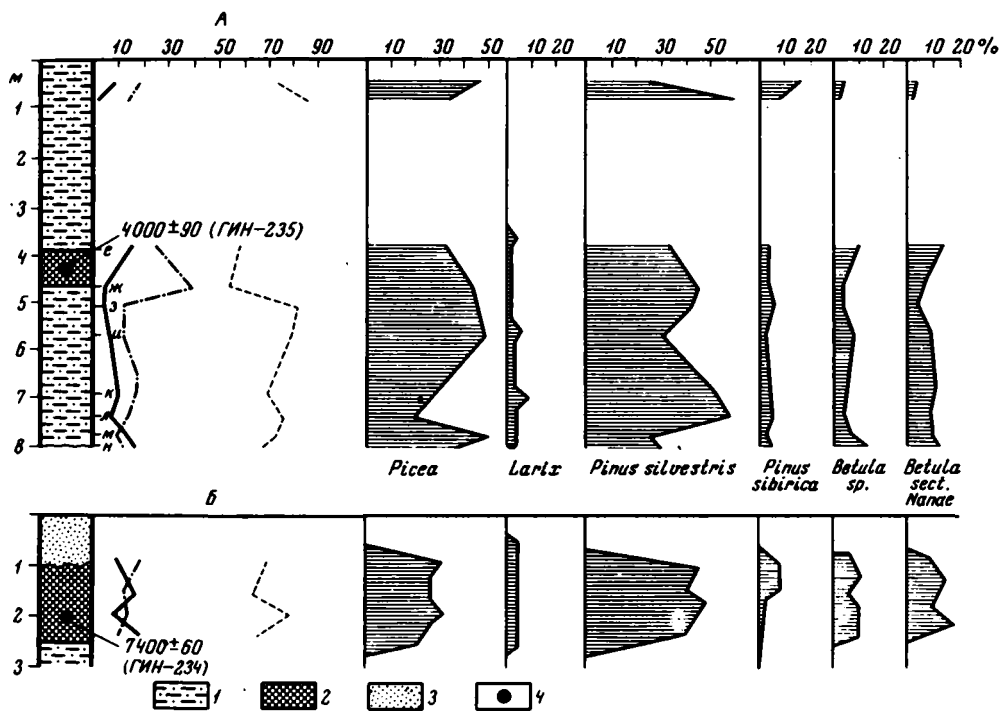 А
10 30 50 70 90 10 30 50 10 20 10 30 50 10 20 10 20 10 20 %
м
1
2
3
4000±90 (ГИН-235)
4 е
ж
5 з
и
6
7 к
л
м
8 н
Picea Larix Pinus silvestris Pinus sibirica Betula sp. Betula sect. Nanae
Б
1
2
7400±60
(ГИН-234)
3
1 2 3 4